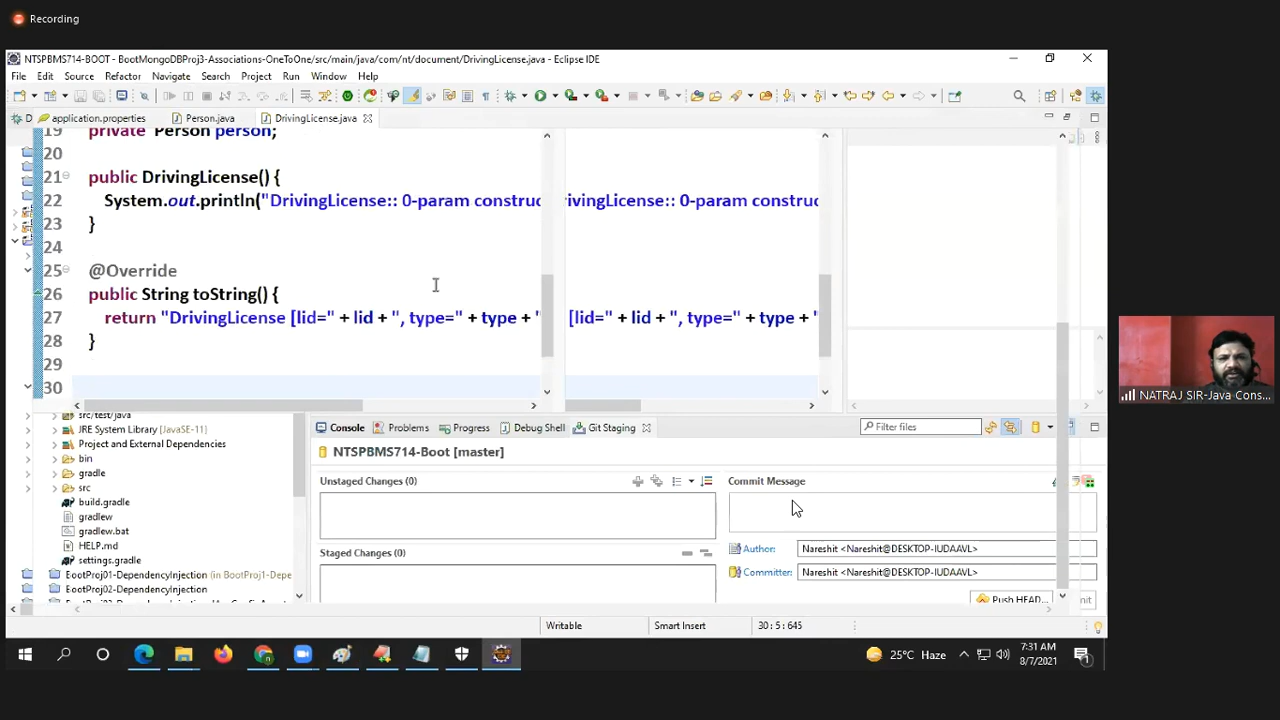 Recording
NTSPBMS714-BOOT - BootMongoDBProj3-Associations-OneToOne/src/main/java/com/nt/document/DrivingLicense.java - Eclipse IDE
File Edit Source Refactor Navigate Search Project Run Window Help
D application.properties Person.java DrivingLicense.java
19 private Person person;
20
21 public DrivingLicense() {
22 System.out.println("DrivingLicense:: 0-param construc rivingLicense:: 0-param construc
23 }
24
25 @Override
26 public String toString() {
27 return "DrivingLicense [lid=" + lid + ", type=" + type + " [lid=" + lid + ", type=" + type + "
28 }
29
30
src/test/java
JRE System Library [JavaSE-11]
Project and External Dependencies
bin
gradle
src
build.gradle
gradlew
gradlew.bat
HELP.md
settings.gradle
BootProj01-DependencyInjection (in BootProj1-Depe
BootProj02-DependencyInjection
Console Problems Progress Debug Shell Git Staging
Filter files
NTSPBMS714-Boot [master]
Unstaged Changes (0)
Staged Changes (0)
Commit Message
Author: Nareshit <Nareshit@DESKTOP-IUDAAVL>
Committer: Nareshit <Nareshit@DESKTOP-IUDAAVL>
Push HEAD...
Writable Smart Insert 30 : 5 : 645
25°C Haze
7:31 AM
8/7/2021
1
NATRAJ SIR-Java-Cons...